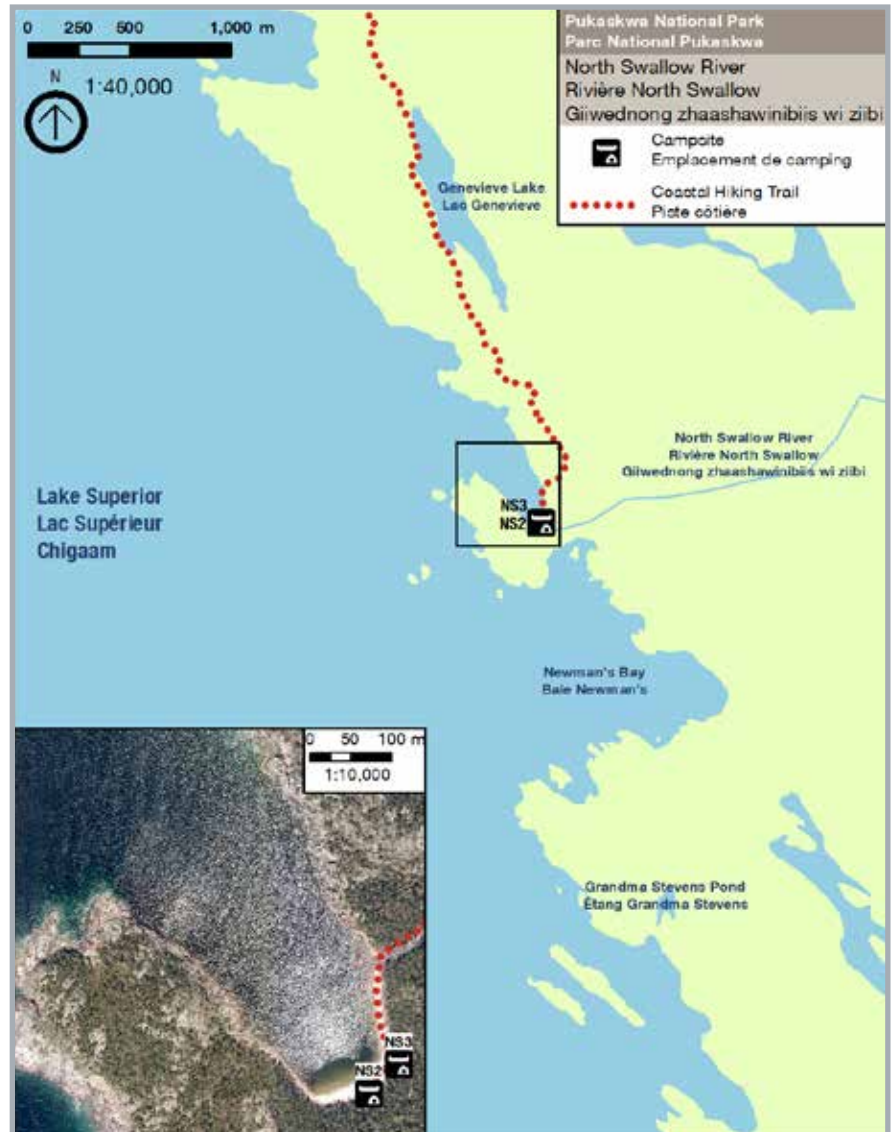 0 250 500 1,000 m
N
1:40,000
Pukaskwa National Park
Parc National Pukaskwa
North Swallow River
Rivière North Swallow
Giiwednong zhaashawinibiis wi ziibi
Campsite
Emplacement de camping
Coastal Hiking Trail
Piste côtière
Genevieve Lake
Lac Genevieve
North Swallow River
Rivière North Swallow
Giiwednong zhaashawinibiis wi ziibi
NS3
NS2
Lake Superior
Lac Supérieur
Chigaam
Newman's Bay
Baie Newman's
0 50 100 m
1:10,000
Grandma Stevens Pond
Étang Grandma Stevens
NS3
NS2